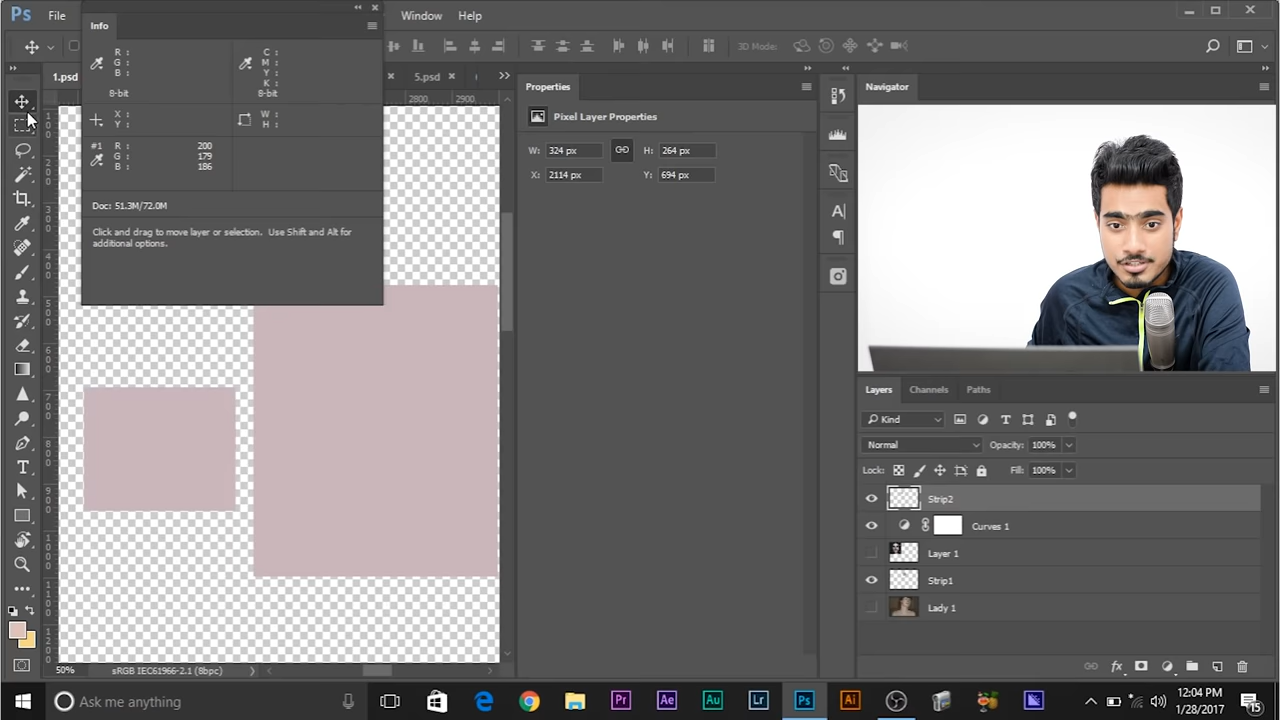 Ps File Window Help
Info
3D Mode:
R :
G :
B :
8-bit
C :
M :
Y :
K :
8-bit
X :
Y :
W :
H :
#1 R : 200
G : 179
B : 186
Doc: 51.3M/72.0M
Click and drag to move layer or selection. Use Shift and Alt for
additional options.
1.psd
5.psd
2800 2900
Properties
Pixel Layer Properties
W: 324 px H: 264 px
X: 2114 px Y: 694 px
Navigator
Layers Channels Paths
Kind
Normal Opacity: 100%
Lock: Fill: 100%
Strip2
Curves 1
Layer 1
Strip1
Lady 1
fx
50% sRGB IEC61966-2.1 (8bpc)
Ask me anything
Pr Ae Au Lr Ps Ai
12:04 PM
1/28/2017
15